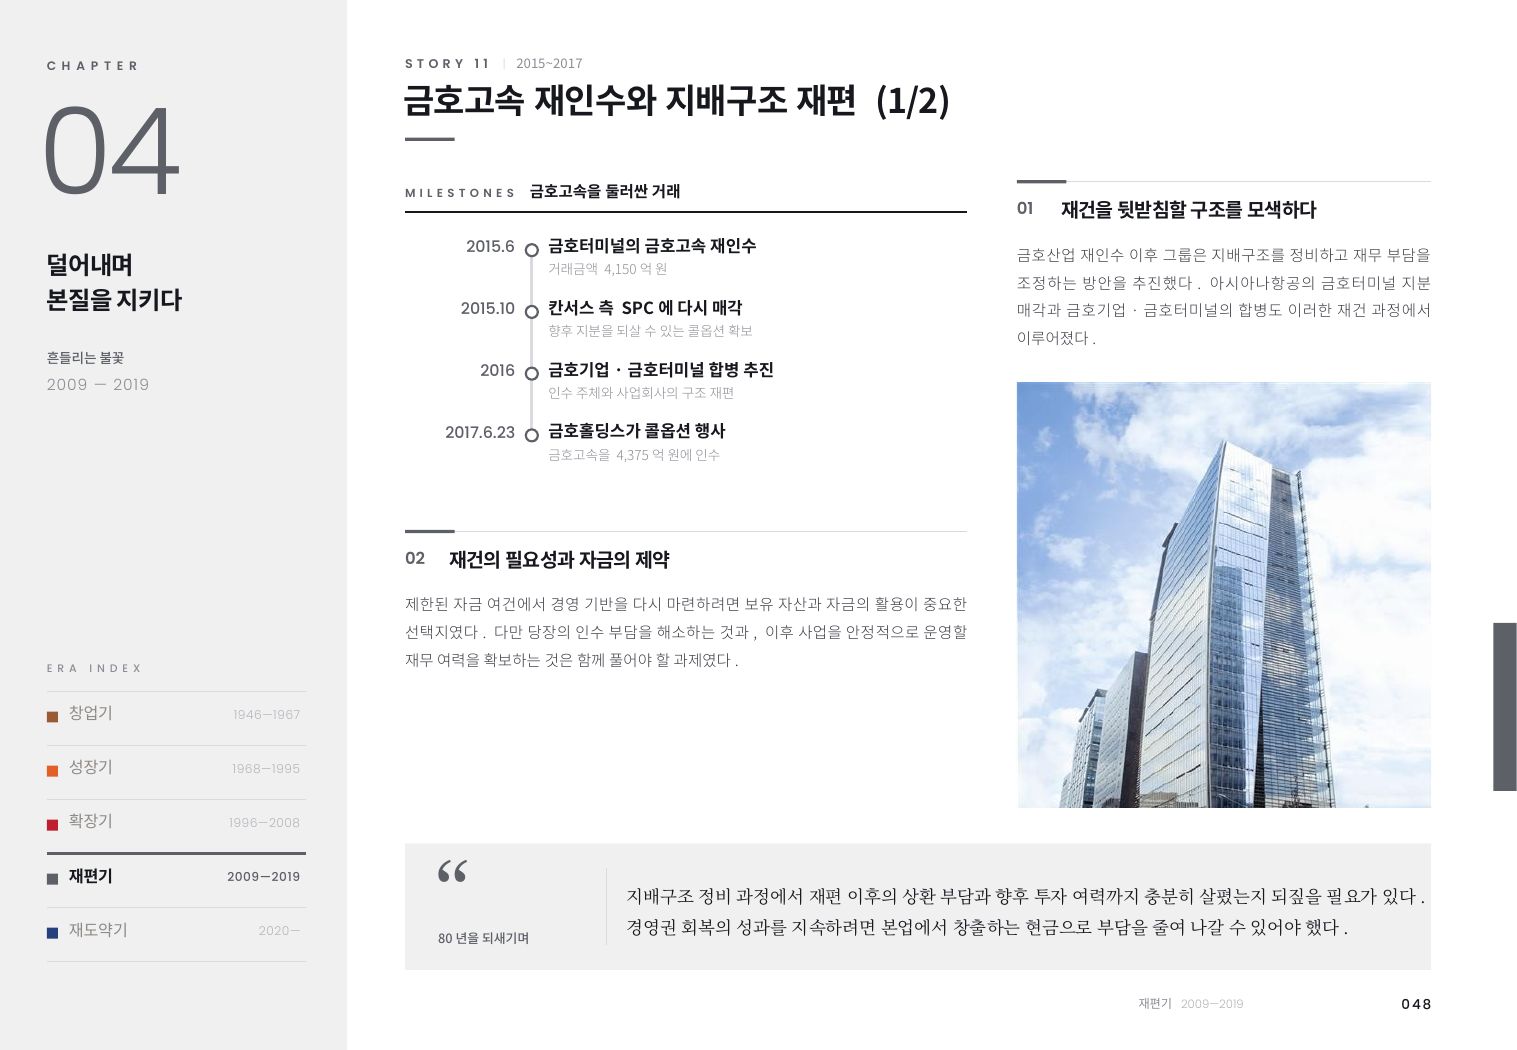 CHAPTER
04
덜어내며
본질을 지키다
흔들리는 불꽃
2009 — 2019
ERA INDEX
창업기 1946—1967
성장기 1968—1995
확장기 1996—2008
재편기 2009—2019
재도약기 2020—
STORY 11 | 2015~2017
금호고속 재인수와 지배구조 재편 (1/2)
MILESTONES 금호고속을 둘러싼 거래
2015.6 금호터미널의 금호고속 재인수
거래금액 4,150 억 원
2015.10 칸서스 측 SPC 에 다시 매각
향후 지분을 되살 수 있는 콜옵션 확보
2016 금호기업 · 금호터미널 합병 추진
인수 주체와 사업회사의 구조 재편
2017.6.23 금호홀딩스가 콜옵션 행사
금호고속을 4,375 억 원에 인수
01 재건을 뒷받침할 구조를 모색하다
금호산업 재인수 이후 그룹은 지배구조를 정비하고 재무 부담을
조정하는 방안을 추진했다 . 아시아나항공의 금호터미널 지분
매각과 금호기업 · 금호터미널의 합병도 이러한 재건 과정에서
이루어졌다 .
02 재건의 필요성과 자금의 제약
제한된 자금 여건에서 경영 기반을 다시 마련하려면 보유 자산과 자금의 활용이 중요한
선택지였다 . 다만 당장의 인수 부담을 해소하는 것과 , 이후 사업을 안정적으로 운영할
재무 여력을 확보하는 것은 함께 풀어야 할 과제였다 .
“
80 년을 되새기며
지배구조 정비 과정에서 재편 이후의 상환 부담과 향후 투자 여력까지 충분히 살폈는지 되짚을 필요가 있다 .
경영권 회복의 성과를 지속하려면 본업에서 창출하는 현금으로 부담을 줄여 나갈 수 있어야 했다 .
재편기 2009—2019
048